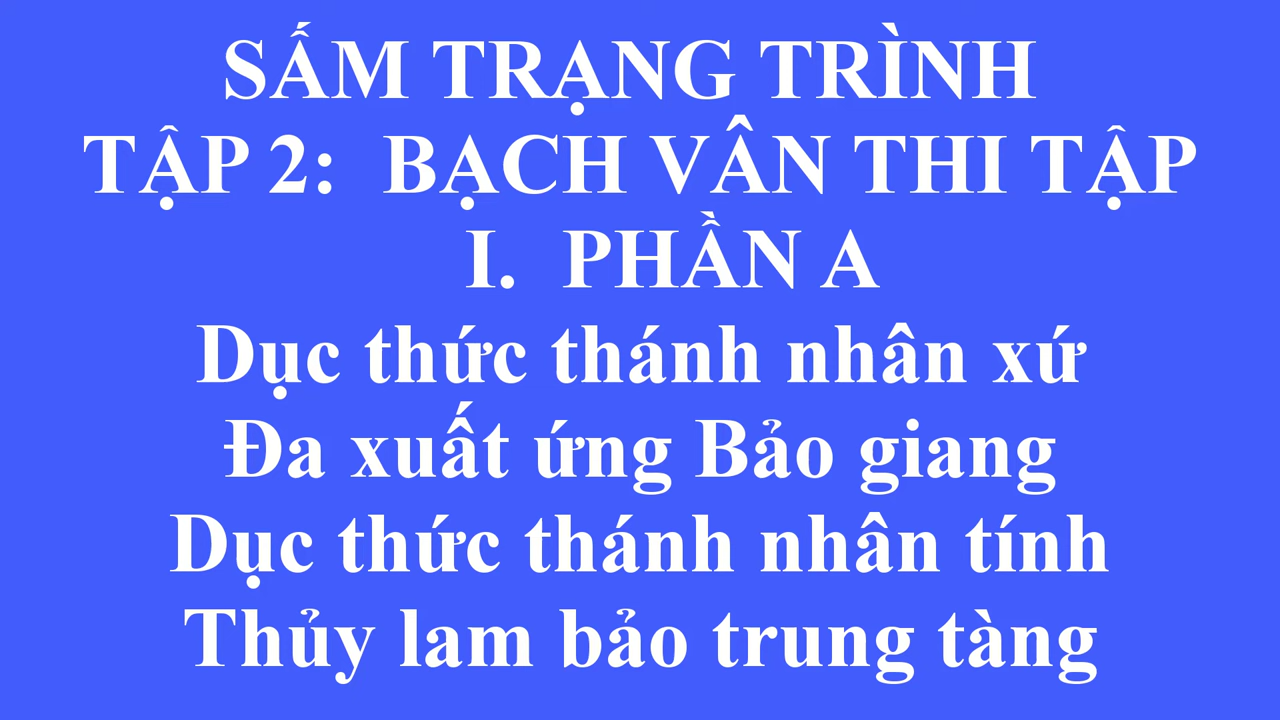 SẤM TRẠNG TRÌNH
TẬP 2: BẠCH VÂN THI TẬP
I. PHẦN A
Dục thức thánh nhân xứ
Đa xuất ứng Bảo giang
Dục thức thánh nhân tính
Thủy lam bảo trung tàng